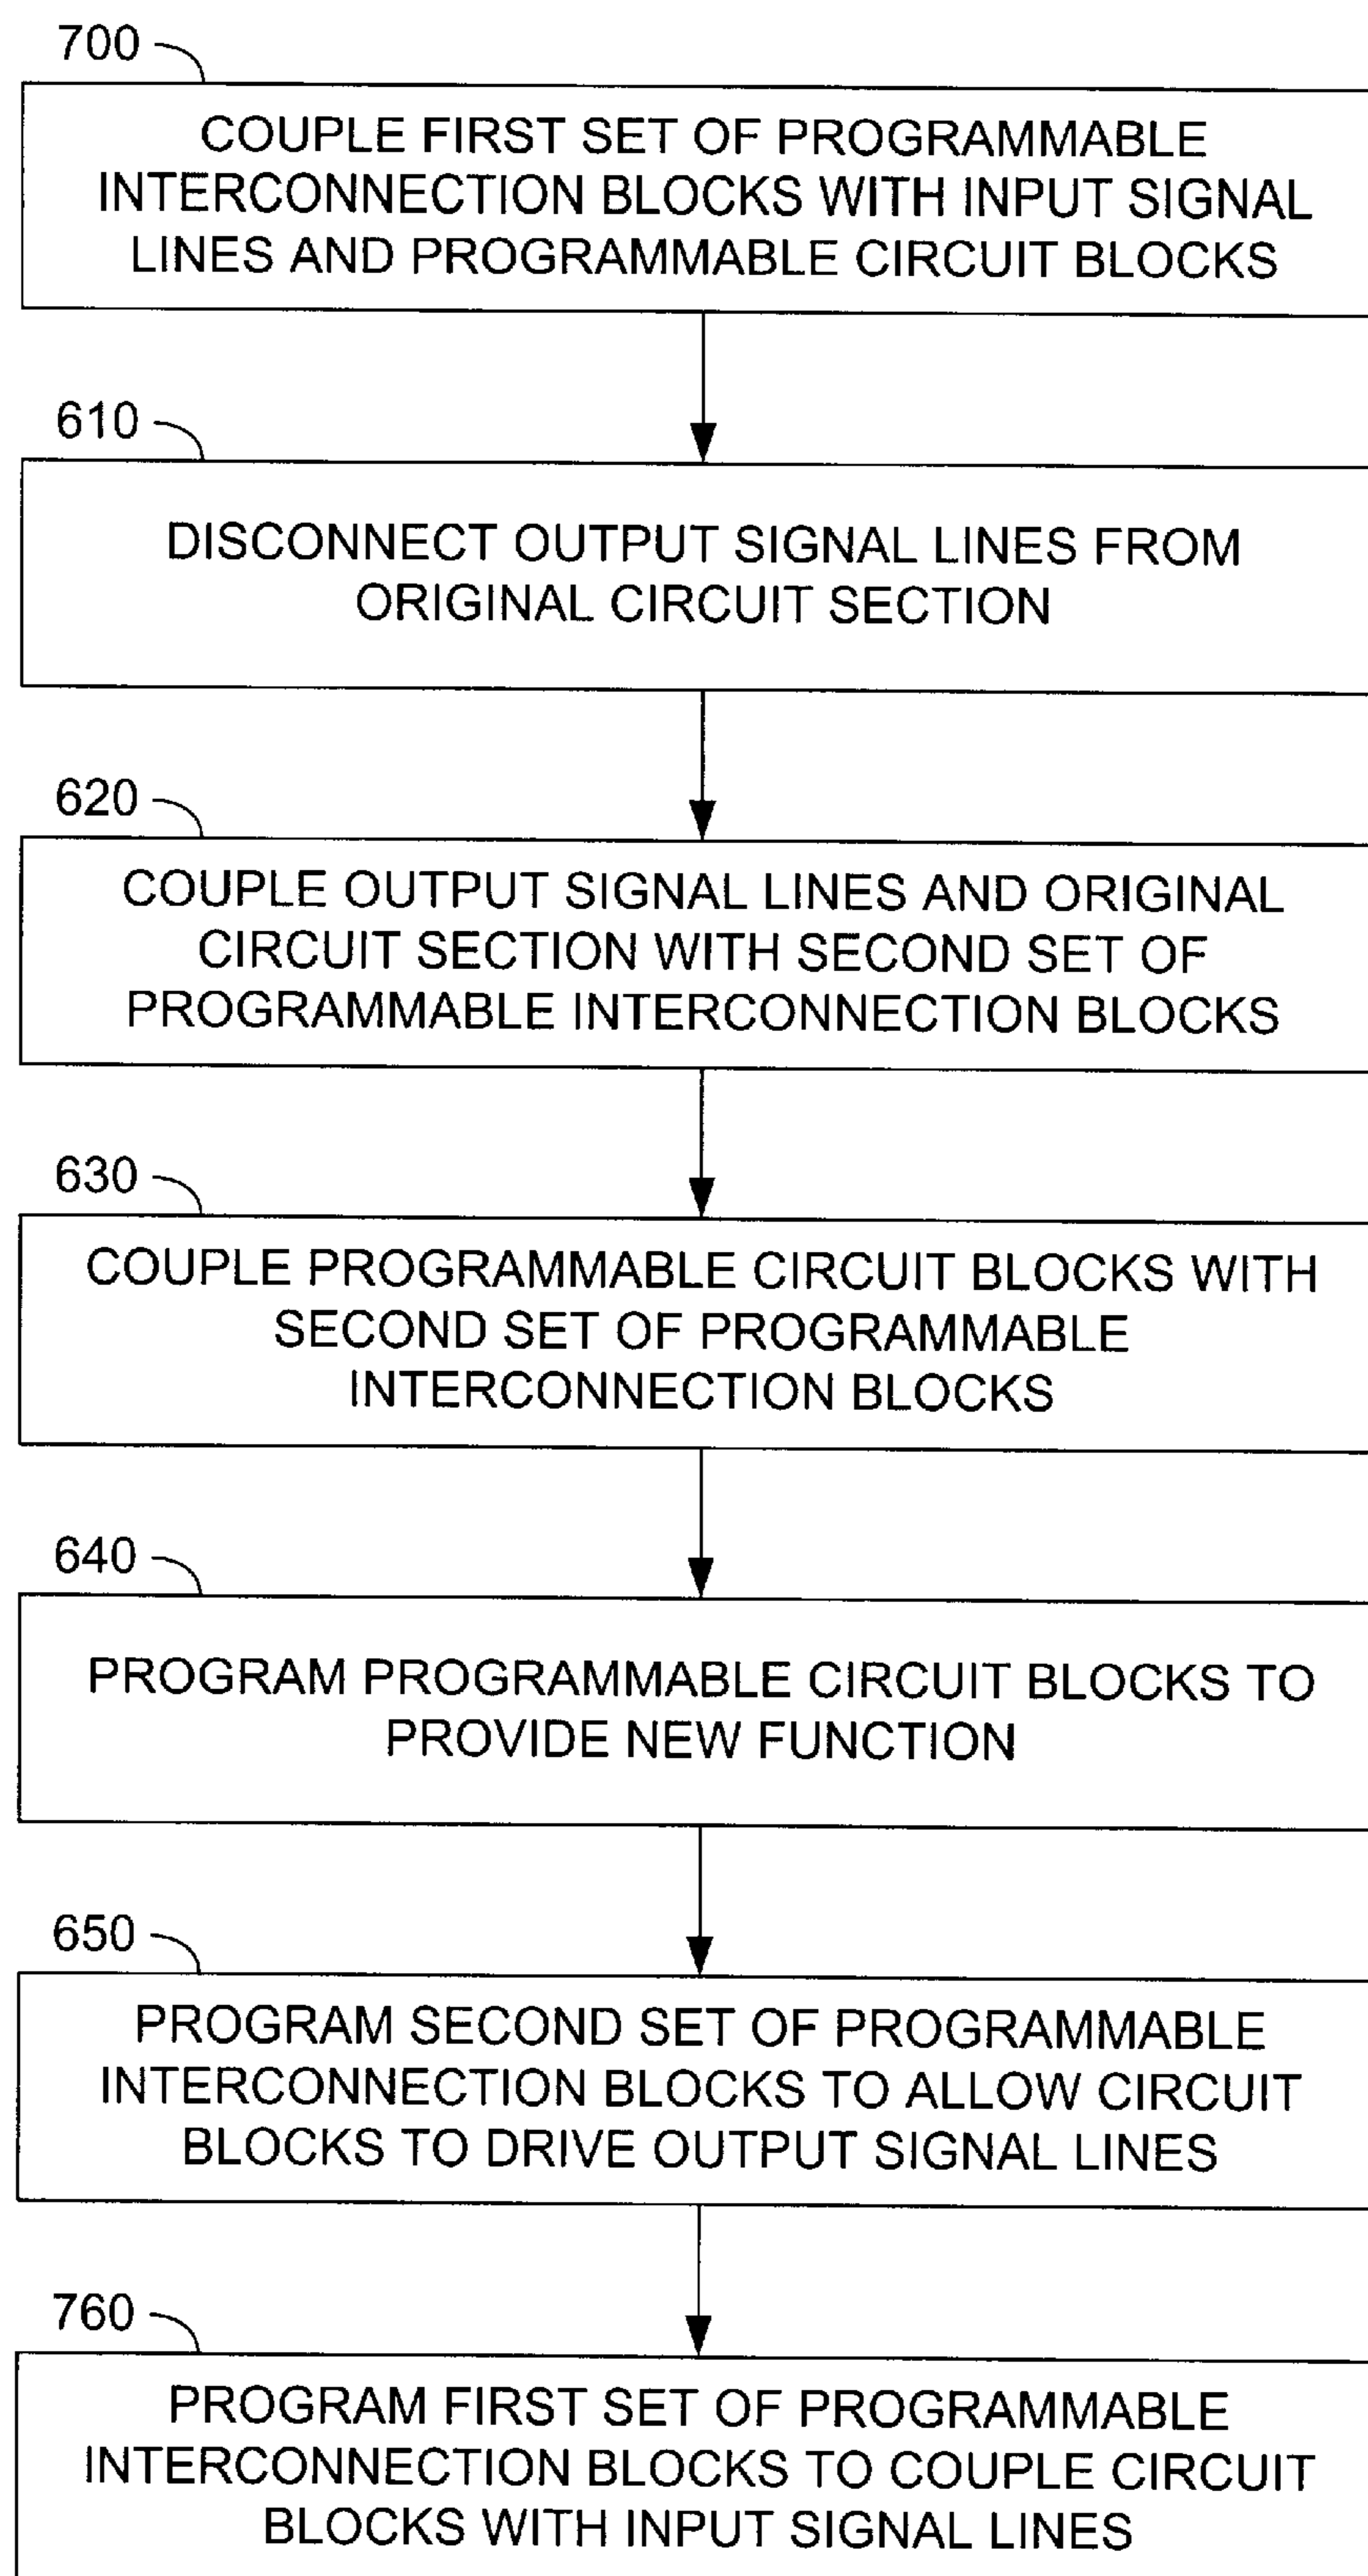 700
COUPLE FIRST SET OF PROGRAMMABLE
INTERCONNECTION BLOCKS WITH INPUT SIGNAL
LINES AND PROGRAMMABLE CIRCUIT BLOCKS
610
DISCONNECT OUTPUT SIGNAL LINES FROM
ORIGINAL CIRCUIT SECTION
620
COUPLE OUTPUT SIGNAL LINES AND ORIGINAL
CIRCUIT SECTION WITH SECOND SET OF
PROGRAMMABLE INTERCONNECTION BLOCKS
630
COUPLE PROGRAMMABLE CIRCUIT BLOCKS WITH
SECOND SET OF PROGRAMMABLE
INTERCONNECTION BLOCKS
640
PROGRAM PROGRAMMABLE CIRCUIT BLOCKS TO
PROVIDE NEW FUNCTION
650
PROGRAM SECOND SET OF PROGRAMMABLE
INTERCONNECTION BLOCKS TO ALLOW CIRCUIT
BLOCKS TO DRIVE OUTPUT SIGNAL LINES
760
PROGRAM FIRST SET OF PROGRAMMABLE
INTERCONNECTION BLOCKS TO COUPLE CIRCUIT
BLOCKS WITH INPUT SIGNAL LINES